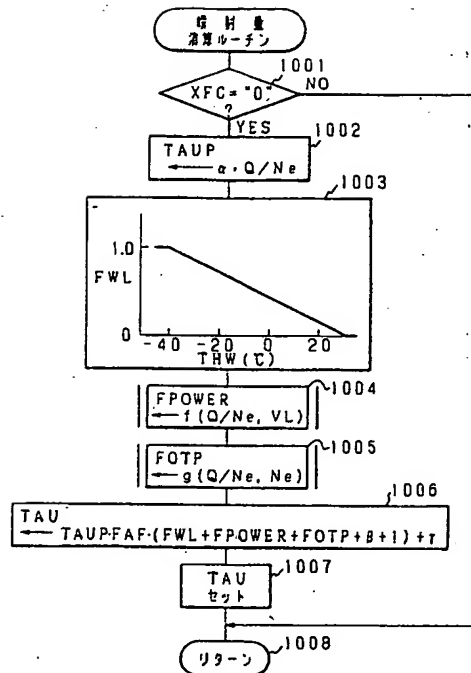 噴射量
演算ルーチン
1001
XFC="0"
?
NO
YES
1002
TAUP
← α・Q/Ne
1003
1.0
FWL
0
-40 -20 0 20
THW(℃)
1004
FPOWER
← f(Q/Ne, VL)
1005
FOTP
← g(Q/Ne, Ne)
1006
TAU
← TAUP・FAF・(FWL+FPOWER+FOTP+β+1)+γ
1007
TAU
セット
1008
リターン